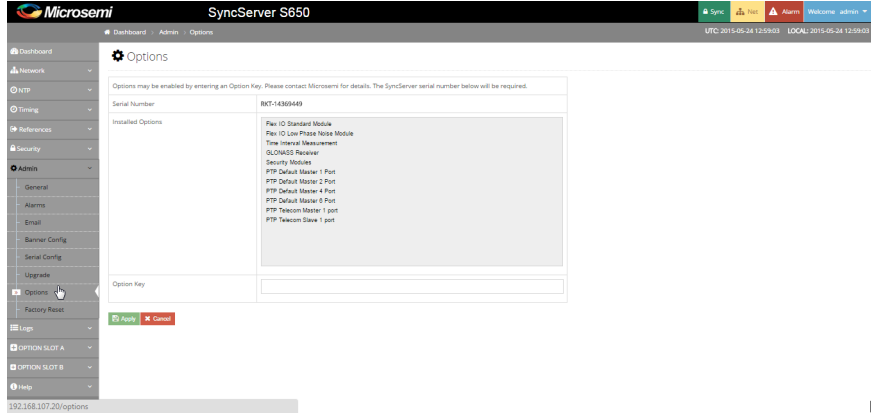 Microsemi
SyncServer S650
Sync
Net
Alarm
Welcome admin
Dashboard > Admin > Options
UTC: 2015-05-24 12:59:03 LOCAL: 2015-05-24 12:59:03
Dashboard
Network
NTP
Timing
References
Security
Admin
General
Alarms
Email
Banner Config
Serial Config
Upgrade
Options
Factory Reset
Logs
OPTION SLOT A
OPTION SLOT B
Help
Options
Options may be enabled by entering an Option Key. Please contact Microsemi for details. The SyncServer serial number below will be required.
Serial Number RKT-14369449
Installed Options
Flex IO Standard Module
Flex IO Low Phase Noise Module
Time Interval Measurement
GLONASS Receiver
Security Modules
PTP Default Master 1 Port
PTP Default Master 2 Port
PTP Default Master 4 Port
PTP Default Master 6 Port
PTP Telecom Master 1 port
PTP Telecom Slave 1 port
Option Key
Apply
Cancel
192.168.107.20/options